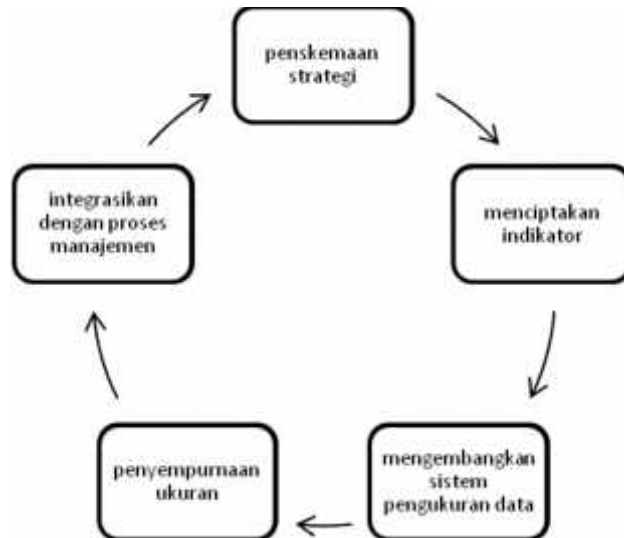 penskemaan
strategi
menciptakan
indikator
mengembangkan
sistem
pengukuran data
penyempurnaan
ukuran
integrasikan
dengan proses
manajemen